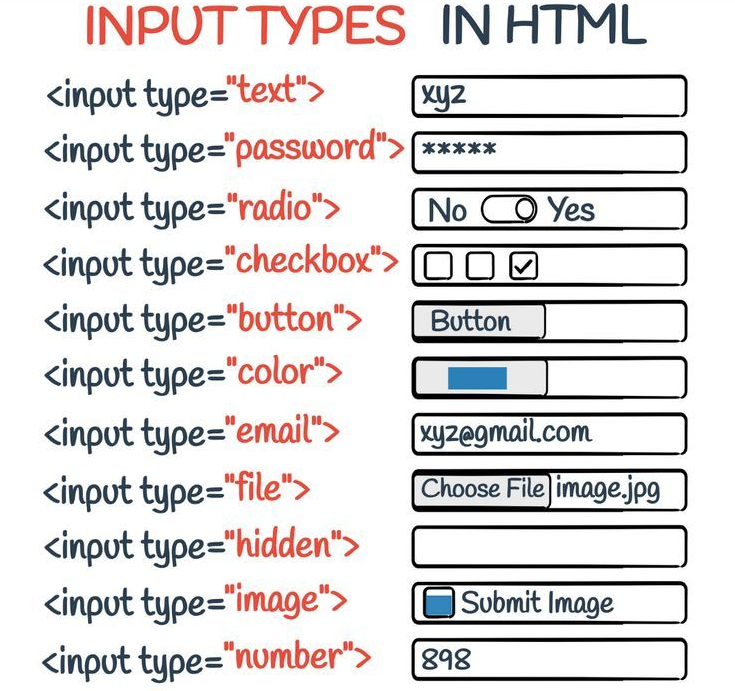 INPUT TYPES IN HTML
<input type="text"> xyz
<input type="password"> *****
<input type="radio"> No Yes
<input type="checkbox">
<input type="button"> Button
<input type="color">
<input type="email"> xyz@gmail.com
<input type="file"> Choose File image.jpg
<input type="hidden">
<input type="image"> Submit Image
<input type="number"> 898